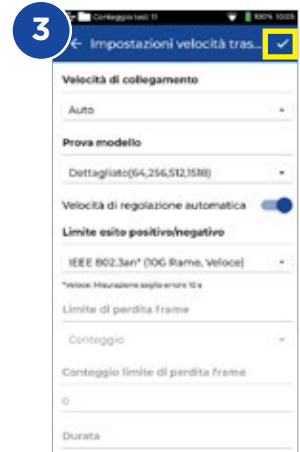 3
Conteggio test: 11 100% 10:05
← Impostazioni velocità tras...
Velocità di collegamento
Auto
Prova modello
Dettagliato(64,256,512,1518)
Velocità di regolazione automatica
Limite esito positivo/negativo
IEEE 802.3an* (10G Rame, Veloce)
*Veloce: Misurazione soglia errore 10 s
Limite di perdita frame
Conteggio
Conteggio limite di perdita frame
0
Durata